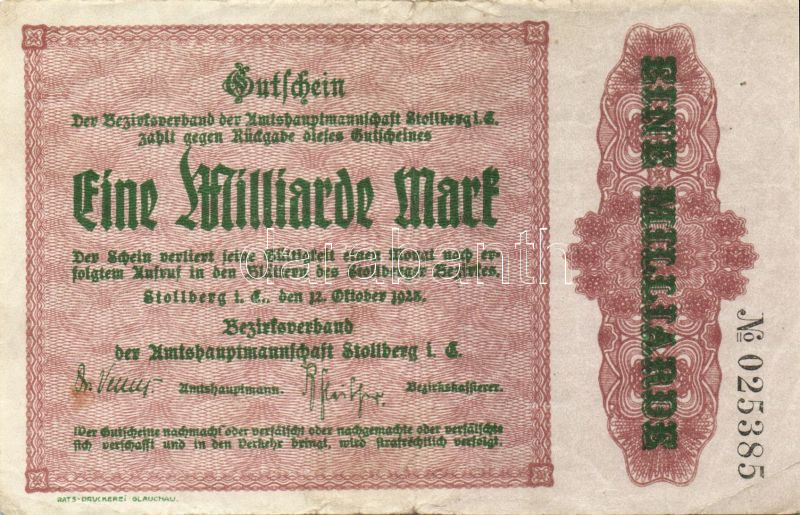 Gutschein
Der Bezirksverband der Amtshauptmannschaft Stollberg i. E.
zahlt gegen Rückgabe dieses Gutscheines
Eine Milliarde Mark
Der Schein verliert seine Gültigkeit einen Monat nach er-
folgtem Aufruf in den Blättern des Stollberger Bezirkes.
Stollberg i. E., den 12. Oktober 1923.
Bezirksverband
der Amtshauptmannschaft Stollberg i. E.
Amtshauptmann. Bezirkskassierer.
Wer Gutscheine nachmacht oder verfälscht oder nachgemachte oder verfälschte
sich verschafft und in den Verkehr bringt, wird strafrechtlich verfolgt.
RATS-DRUCKEREI GLAUCHAU.
EINE MILLIARDE
№ 025385
darabanth